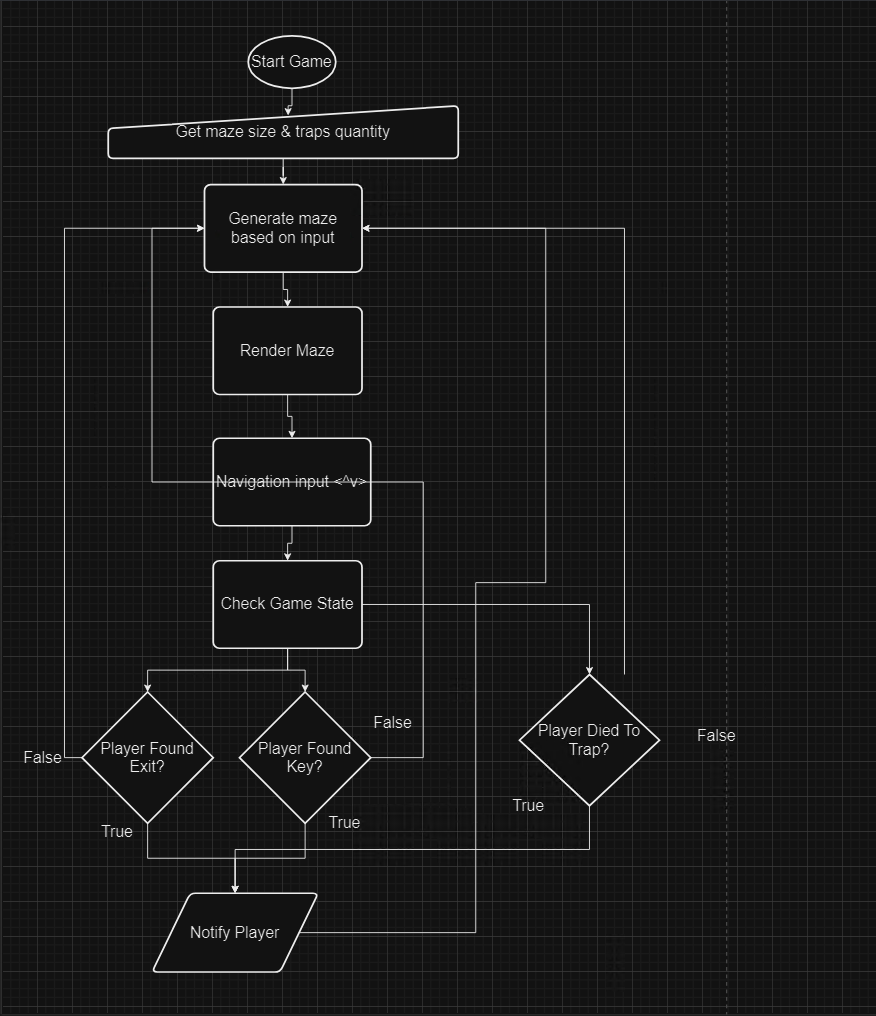 Start Game
Get maze size & traps quantity
Generate maze
based on input
Render Maze
Navigation input <^v>
Check Game State
False
Player Found
Exit?
Player Found
Key?
False
Player Died To
Trap?
False
True
True
True
Notify Player